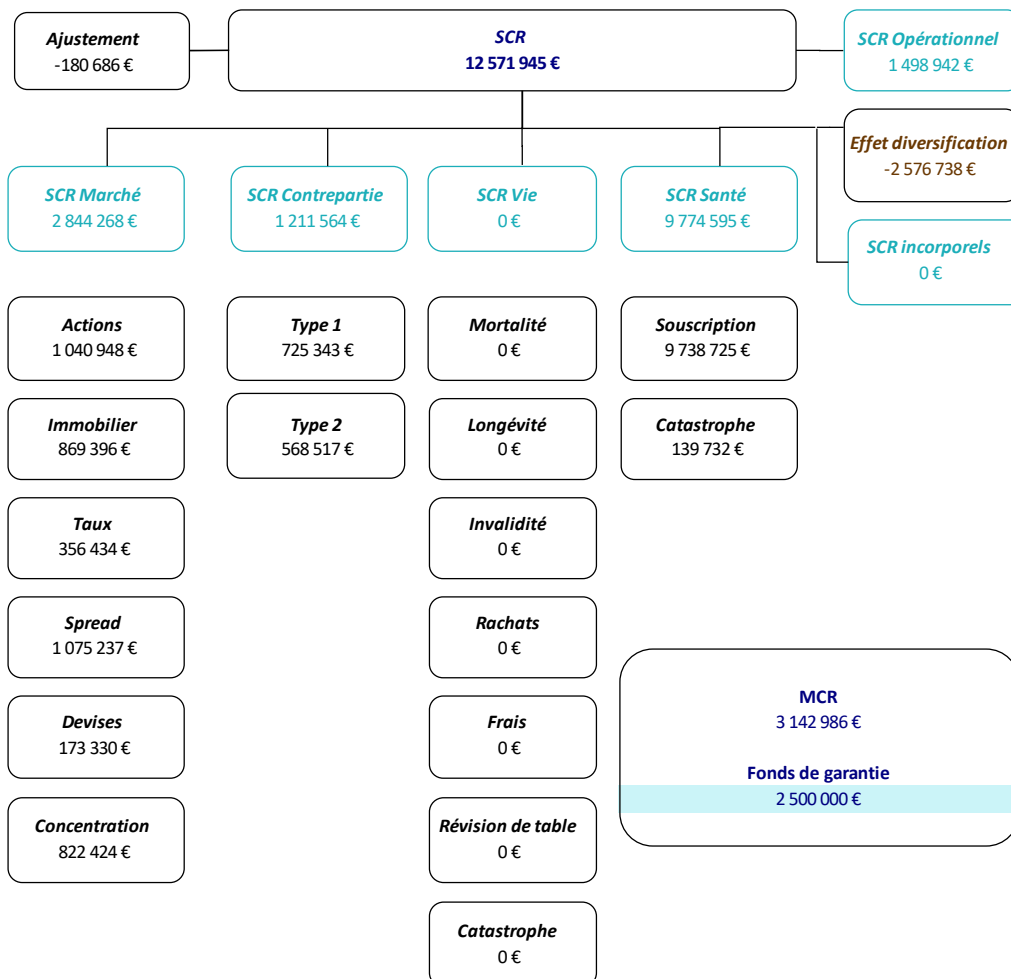 Ajustement
-180 686 €
SCR
12 571 945 €
SCR Opérationnel
1 498 942 €
Effet diversification
-2 576 738 €
SCR Marché
2 844 268 €
SCR Contrepartie
1 211 564 €
SCR Vie
0 €
SCR Santé
9 774 595 €
SCR incorporels
0 €
Actions
1 040 948 €
Type 1
725 343 €
Mortalité
0 €
Souscription
9 738 725 €
Immobilier
869 396 €
Type 2
568 517 €
Longévité
0 €
Catastrophe
139 732 €
Taux
356 434 €
Invalidité
0 €
Spread
1 075 237 €
Rachats
0 €
Devises
173 330 €
Frais
0 €
MCR
3 142 986 €
Fonds de garantie
2 500 000 €
Concentration
822 424 €
Révision de table
0 €
Catastrophe
0 €